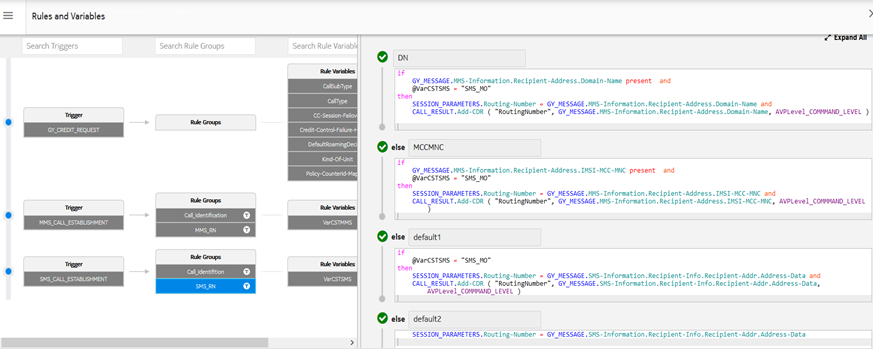 Rules and Variables
Search Triggers
Search Rule Groups
Search Rule Variable
Expand All
Rule Variables
CallSubType
CallType
CC-Session-Failov
Credit-Control-Failure-H
DefaultRoamingDeci
Kind-Of-Unit
Policy-CounterId-Map
Trigger
GY_CREDIT_REQUEST
Rule Groups
Trigger
MMS_CALL_ESTABLISHMENT
Rule Groups
Call_Identification
MMS_RN
Rule Variables
VarCSTMMS
Trigger
SMS_CALL_ESTABLISHMENT
Rule Groups
Call_Identifition
SMS_RN
Rule Variables
VarCSTSMS
DN
if
GY_MESSAGE.MMS-Information.Recipient-Address.Domain-Name present and
@VarCSTSMS = "SMS_MO"
then
SESSION_PARAMETERS.Routing-Number = GY_MESSAGE.MMS-Information.Recipient-Address.Domain-Name and
CALL_RESULT.Add-CDR ( "RoutingNumber", GY_MESSAGE.MMS-Information.Recipient-Address.Domain-Name, AVPLevel_COMMMAND_LEVEL )
else MCCMNC
if
GY_MESSAGE.MMS-Information.Recipient-Address.IMSI-MCC-MNC present and
@VarCSTSMS = "SMS_MO"
then
SESSION_PARAMETERS.Routing-Number = GY_MESSAGE.MMS-Information.Recipient-Address.IMSI-MCC-MNC and
CALL_RESULT.Add-CDR ( "RoutingNumber", GY_MESSAGE.MMS-Information.Recipient-Address.IMSI-MCC-MNC, AVPLevel_COMMMAND_LEVEL
)
else default1
if
@VarCSTSMS = "SMS_MO"
then
SESSION_PARAMETERS.Routing-Number = GY_MESSAGE.SMS-Information.Recipient-Info.Recipient-Addr.Address-Data and
CALL_RESULT.Add-CDR ( "RoutingNumber", GY_MESSAGE.SMS-Information.Recipient-Info.Recipient-Addr.Address-Data,
AVPLevel_COMMMAND_LEVEL )
else default2
SESSION_PARAMETERS.Routing-Number = GY_MESSAGE.SMS-Information.Recipient-Info.Recipient-Addr.Address-Data